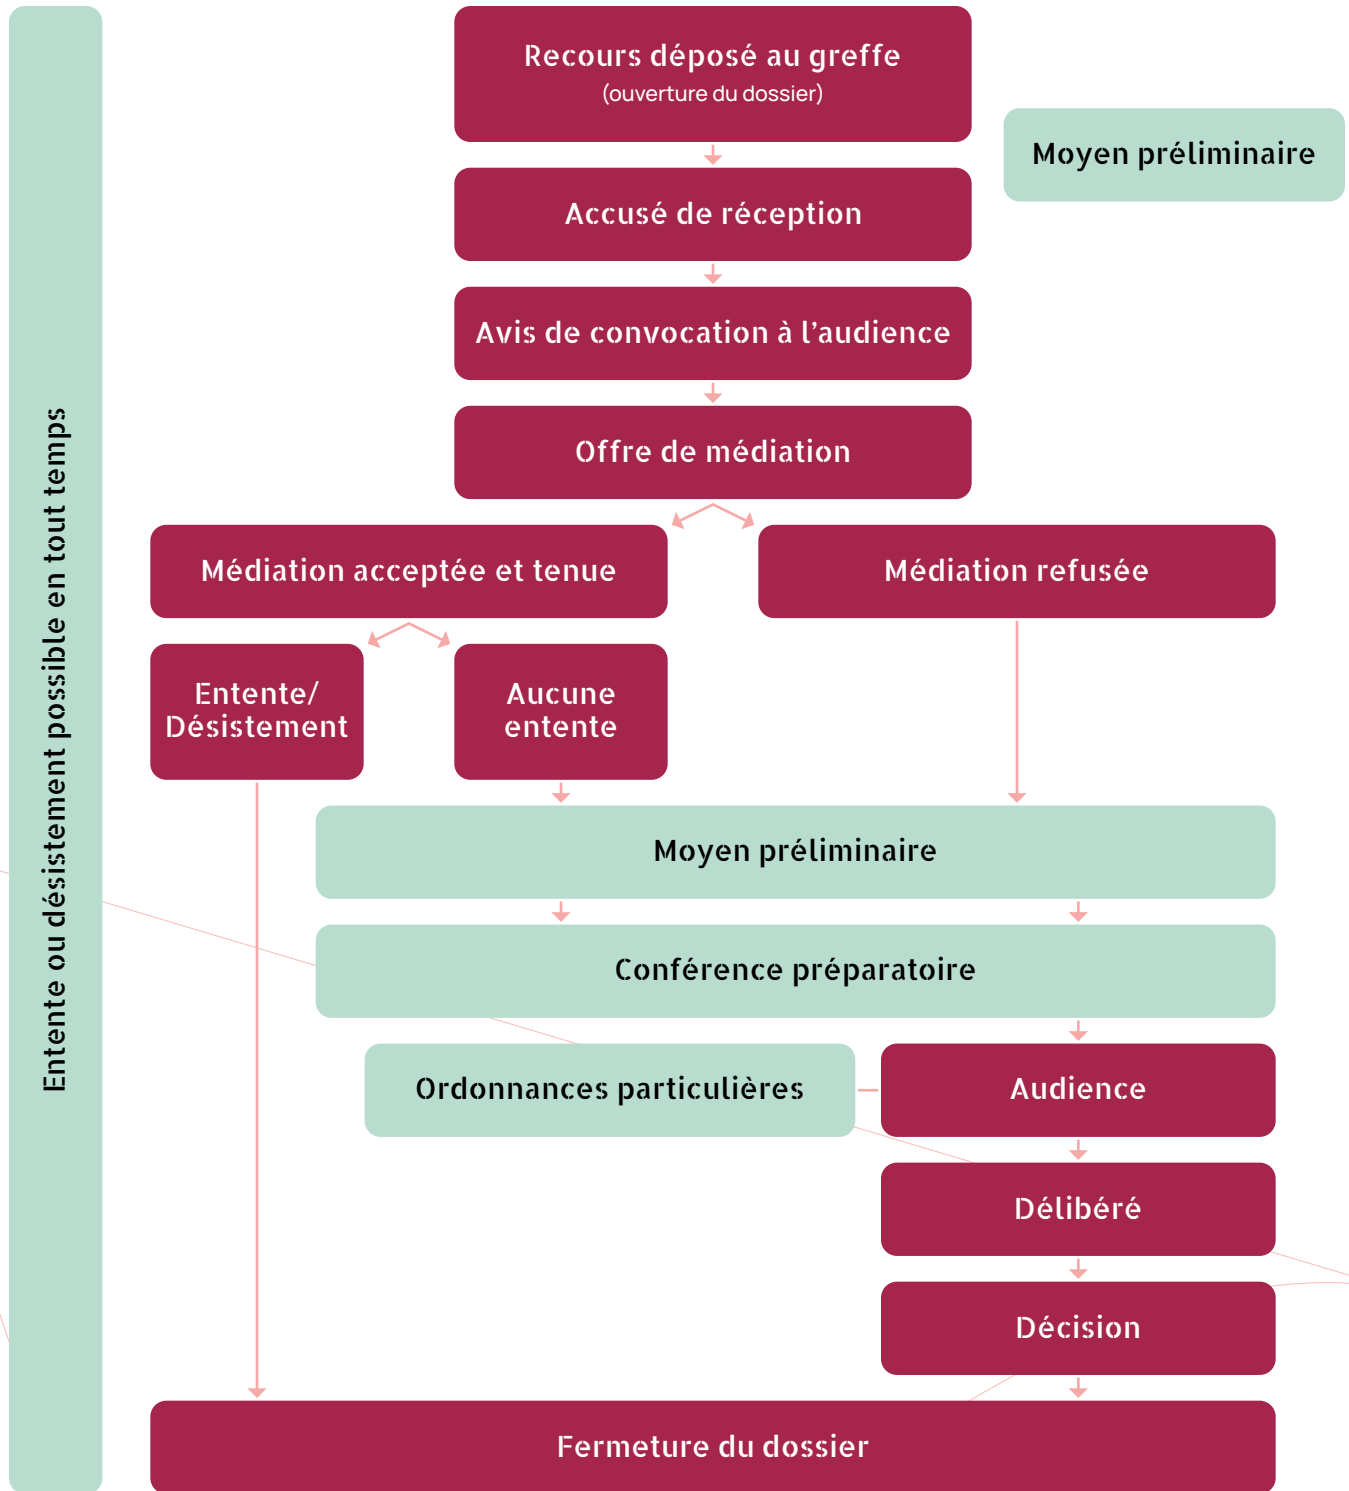 Entente ou désistement possible en tout temps
Recours déposé au greffe
(ouverture du dossier)
Moyen préliminaire
Accusé de réception
Avis de convocation à l’audience
Offre de médiation
Médiation acceptée et tenue
Médiation refusée
Entente/
Désistement
Aucune
entente
Moyen préliminaire
Conférence préparatoire
Ordonnances particulières
Audience
Délibéré
Décision
Fermeture du dossier